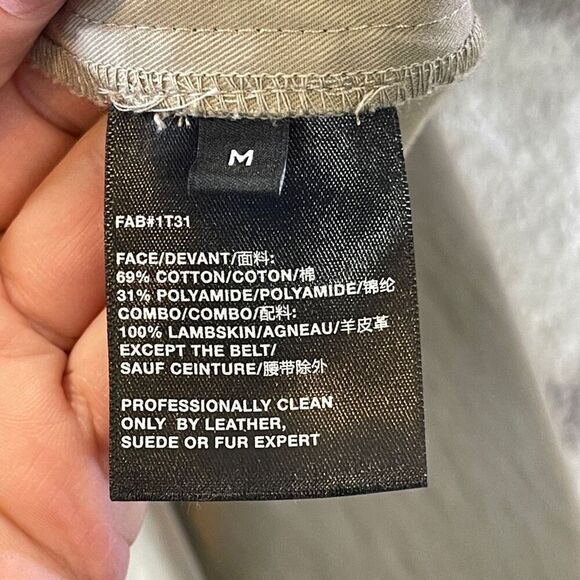 M
FAB#1T31
FACE/DEVANT/面料:
69% COTTON/COTON/棉
31% POLYAMIDE/POLYAMIDE/锦纶
COMBO/COMBO/配料:
100% LAMBSKIN/AGNEAU/羊皮革
EXCEPT THE BELT/
SAUF CEINTURE/腰带除外
PROFESSIONALLY CLEAN
ONLY BY LEATHER,
SUEDE OR FUR EXPERT